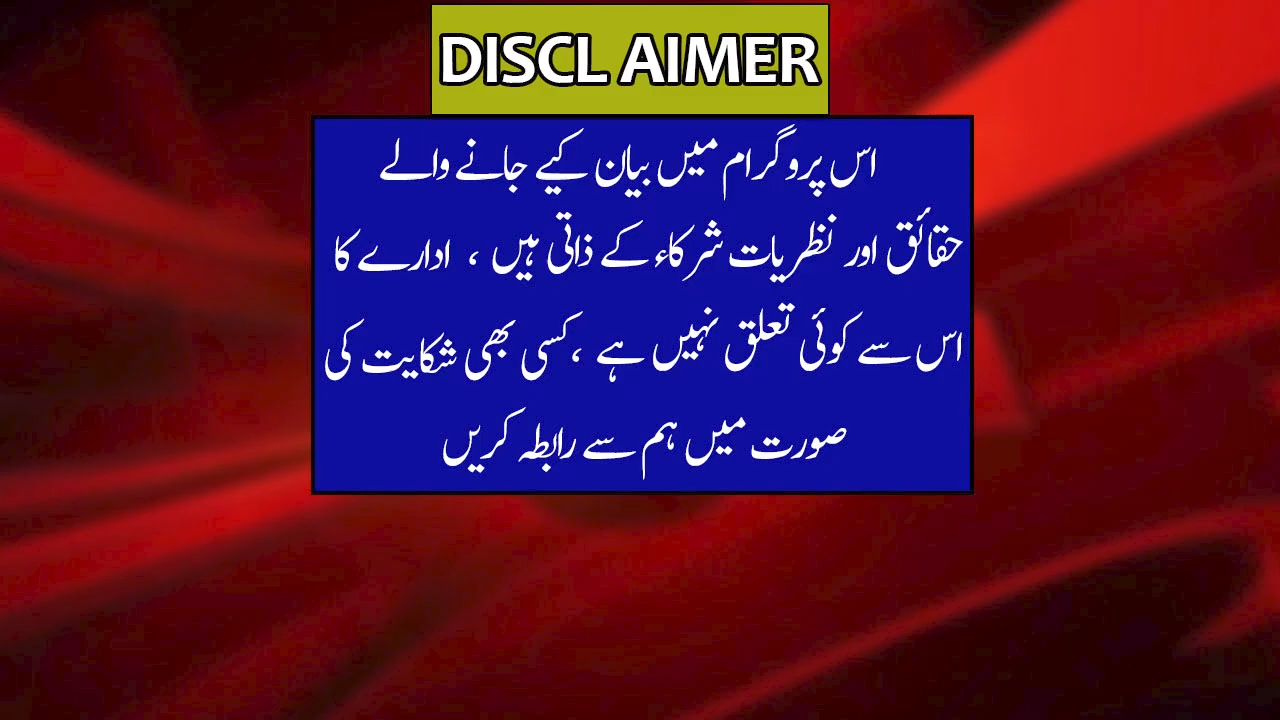 DISCL AIMER
اس پروگرام میں بیان کیے جانے والے
حقائق اور نظریات شرکاء کے ذاتی ہیں ، ادارے کا
اس سے کوئی تعلق نہیں ہے ،کسی بھی شکایت کی
صورت میں ہم سے رابطہ کریں